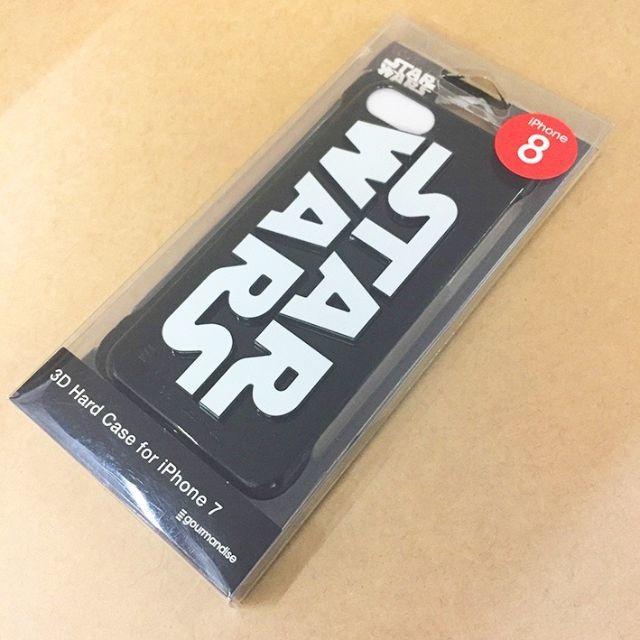 STAR
WARS
iPhone
8
STAR
WARS
3D Hard Case for iPhone 7
gourmandise